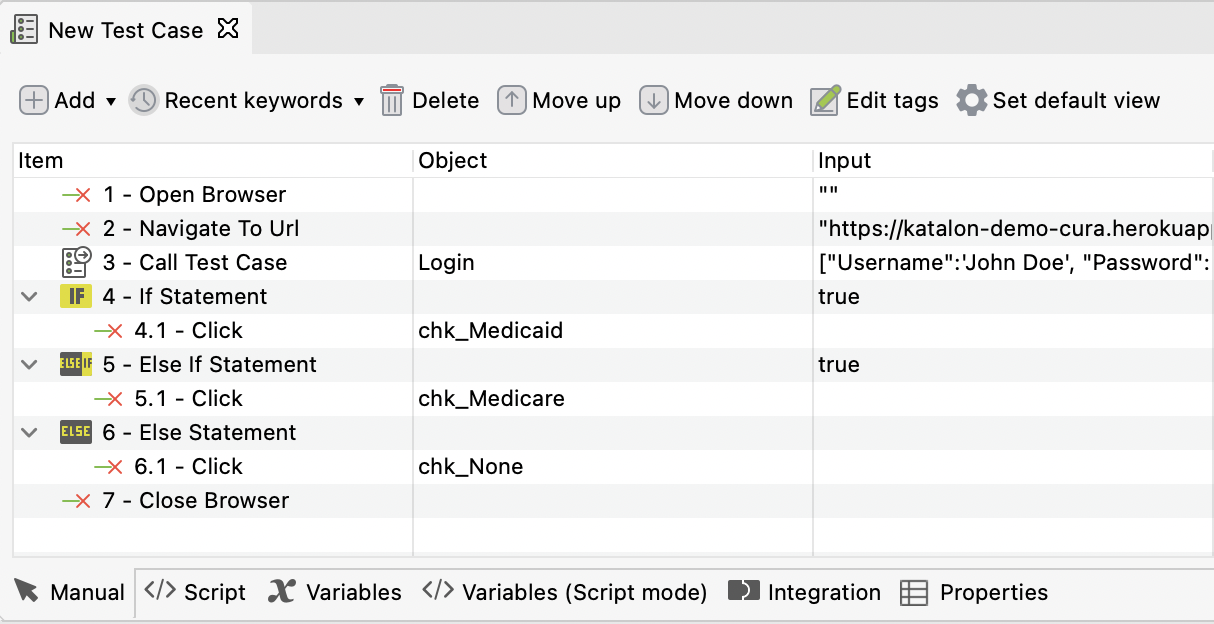 New Test Case
Add Recent keywords Delete Move up Move down Edit tags Set default view
Item Object Input
1 - Open Browser ""
2 - Navigate To Url "https://katalon-demo-cura.herokuapp
3 - Call Test Case Login ["Username":'John Doe', "Password":
IF 4 - If Statement true
4.1 - Click chk_Medicaid
ELSE IF 5 - Else If Statement true
5.1 - Click chk_Medicare
ELSE 6 - Else Statement
6.1 - Click chk_None
7 - Close Browser
Manual </> Script x Variables </> Variables (Script mode) Integration Properties